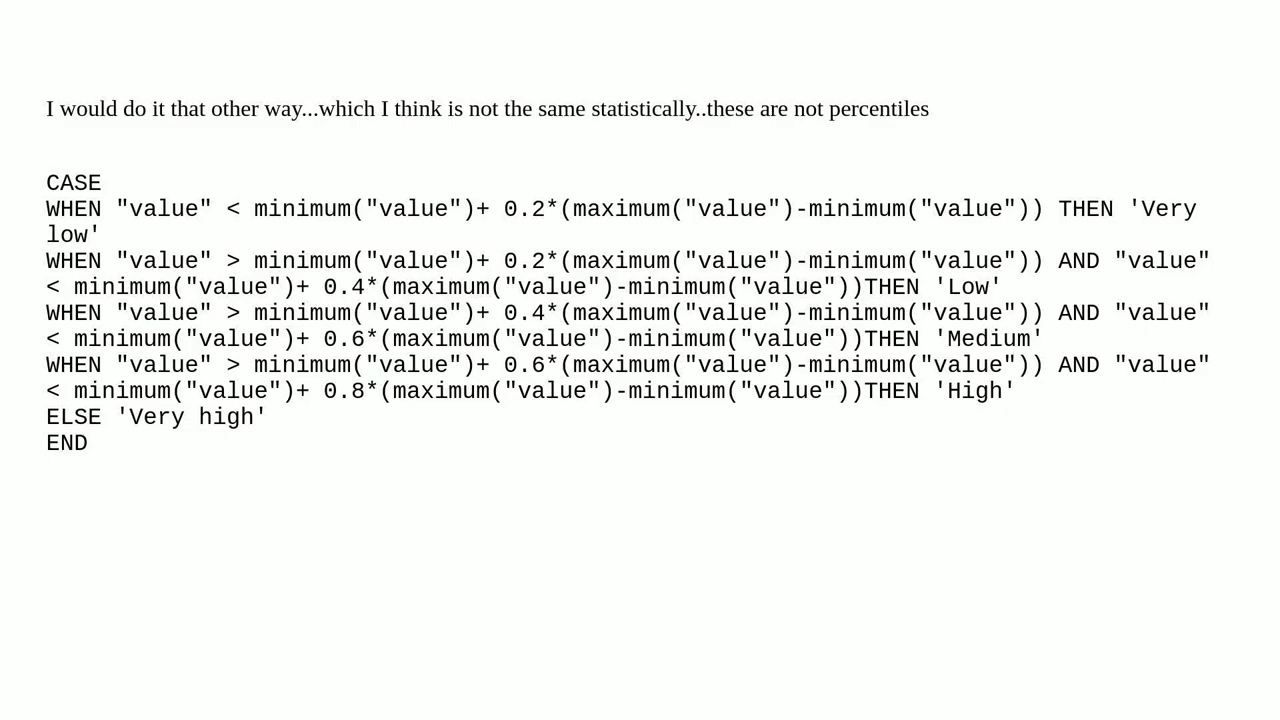 I would do it that other way...which I think is not the same statistically..these are not percentiles
CASE
WHEN "value" < minimum("value")+ 0.2*(maximum("value")-minimum("value")) THEN 'Very
low'
WHEN "value" > minimum("value")+ 0.2*(maximum("value")-minimum("value")) AND "value"
< minimum("value")+ 0.4*(maximum("value")-minimum("value"))THEN 'Low'
WHEN "value" > minimum("value")+ 0.4*(maximum("value")-minimum("value")) AND "value"
< minimum("value")+ 0.6*(maximum("value")-minimum("value"))THEN 'Medium'
WHEN "value" > minimum("value")+ 0.6*(maximum("value")-minimum("value")) AND "value"
< minimum("value")+ 0.8*(maximum("value")-minimum("value"))THEN 'High'
ELSE 'Very high'
END